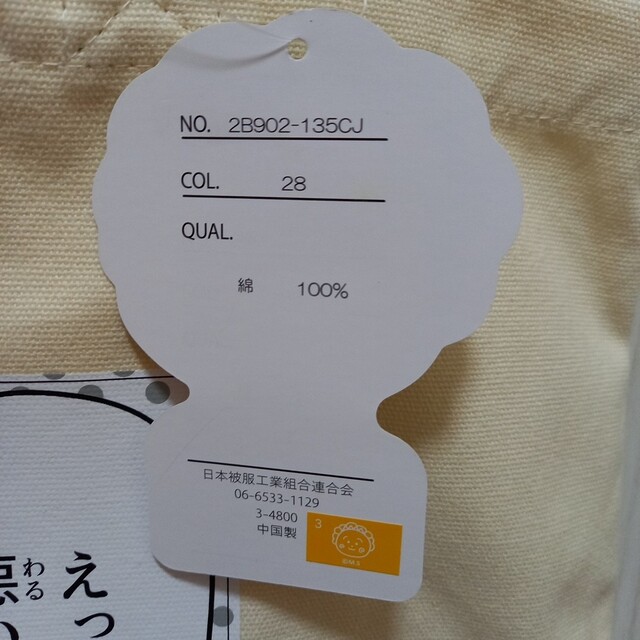 NO. 2B902-135CJ
COL. 28
QUAL.
綿 100%
日本被服工業組合連合会
06-6533-1129
3-4800
中国製
3
えっ
悪わる